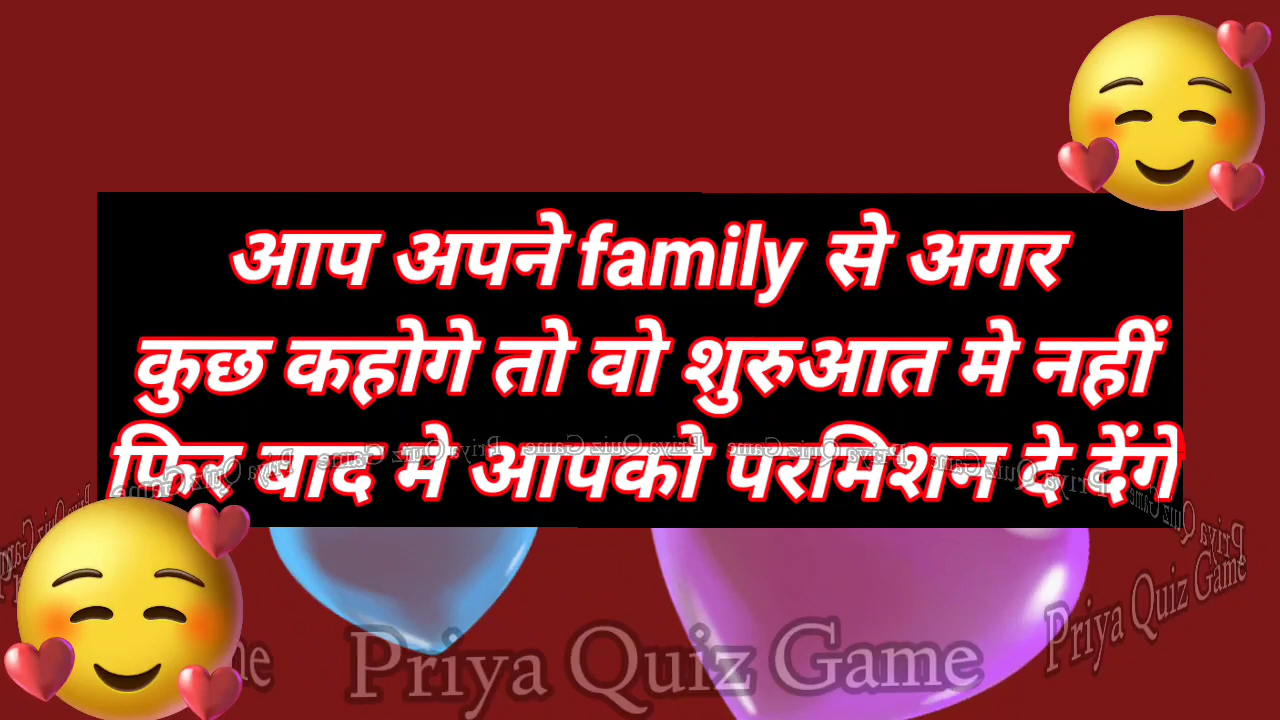 आप अपने family से अगर
कुछ कहोगे तो वो शुरुआत मे नहीं
फिर बाद मे आपको परमिशन दे देंगे
Priya Quiz Game
Priya Quiz Game